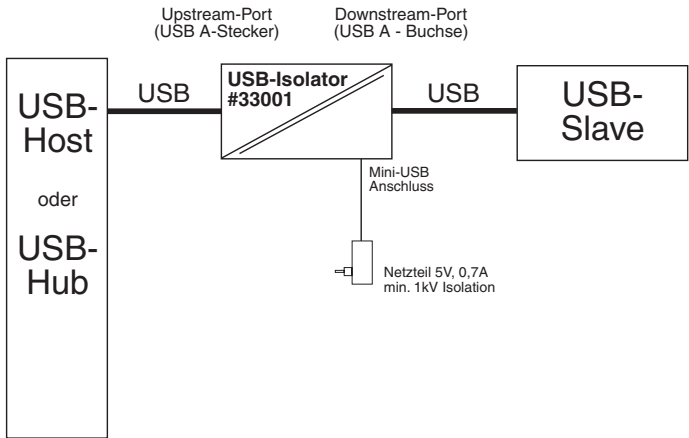 Upstream-Port
(USB A-Stecker)
Downstream-Port
(USB A - Buchse)
USB-
Host
oder
USB-
Hub
USB
USB-Isolator
#33001
USB
USB-
Slave
Mini-USB
Anschluss
Netzteil 5V, 0,7A
min. 1kV Isolation